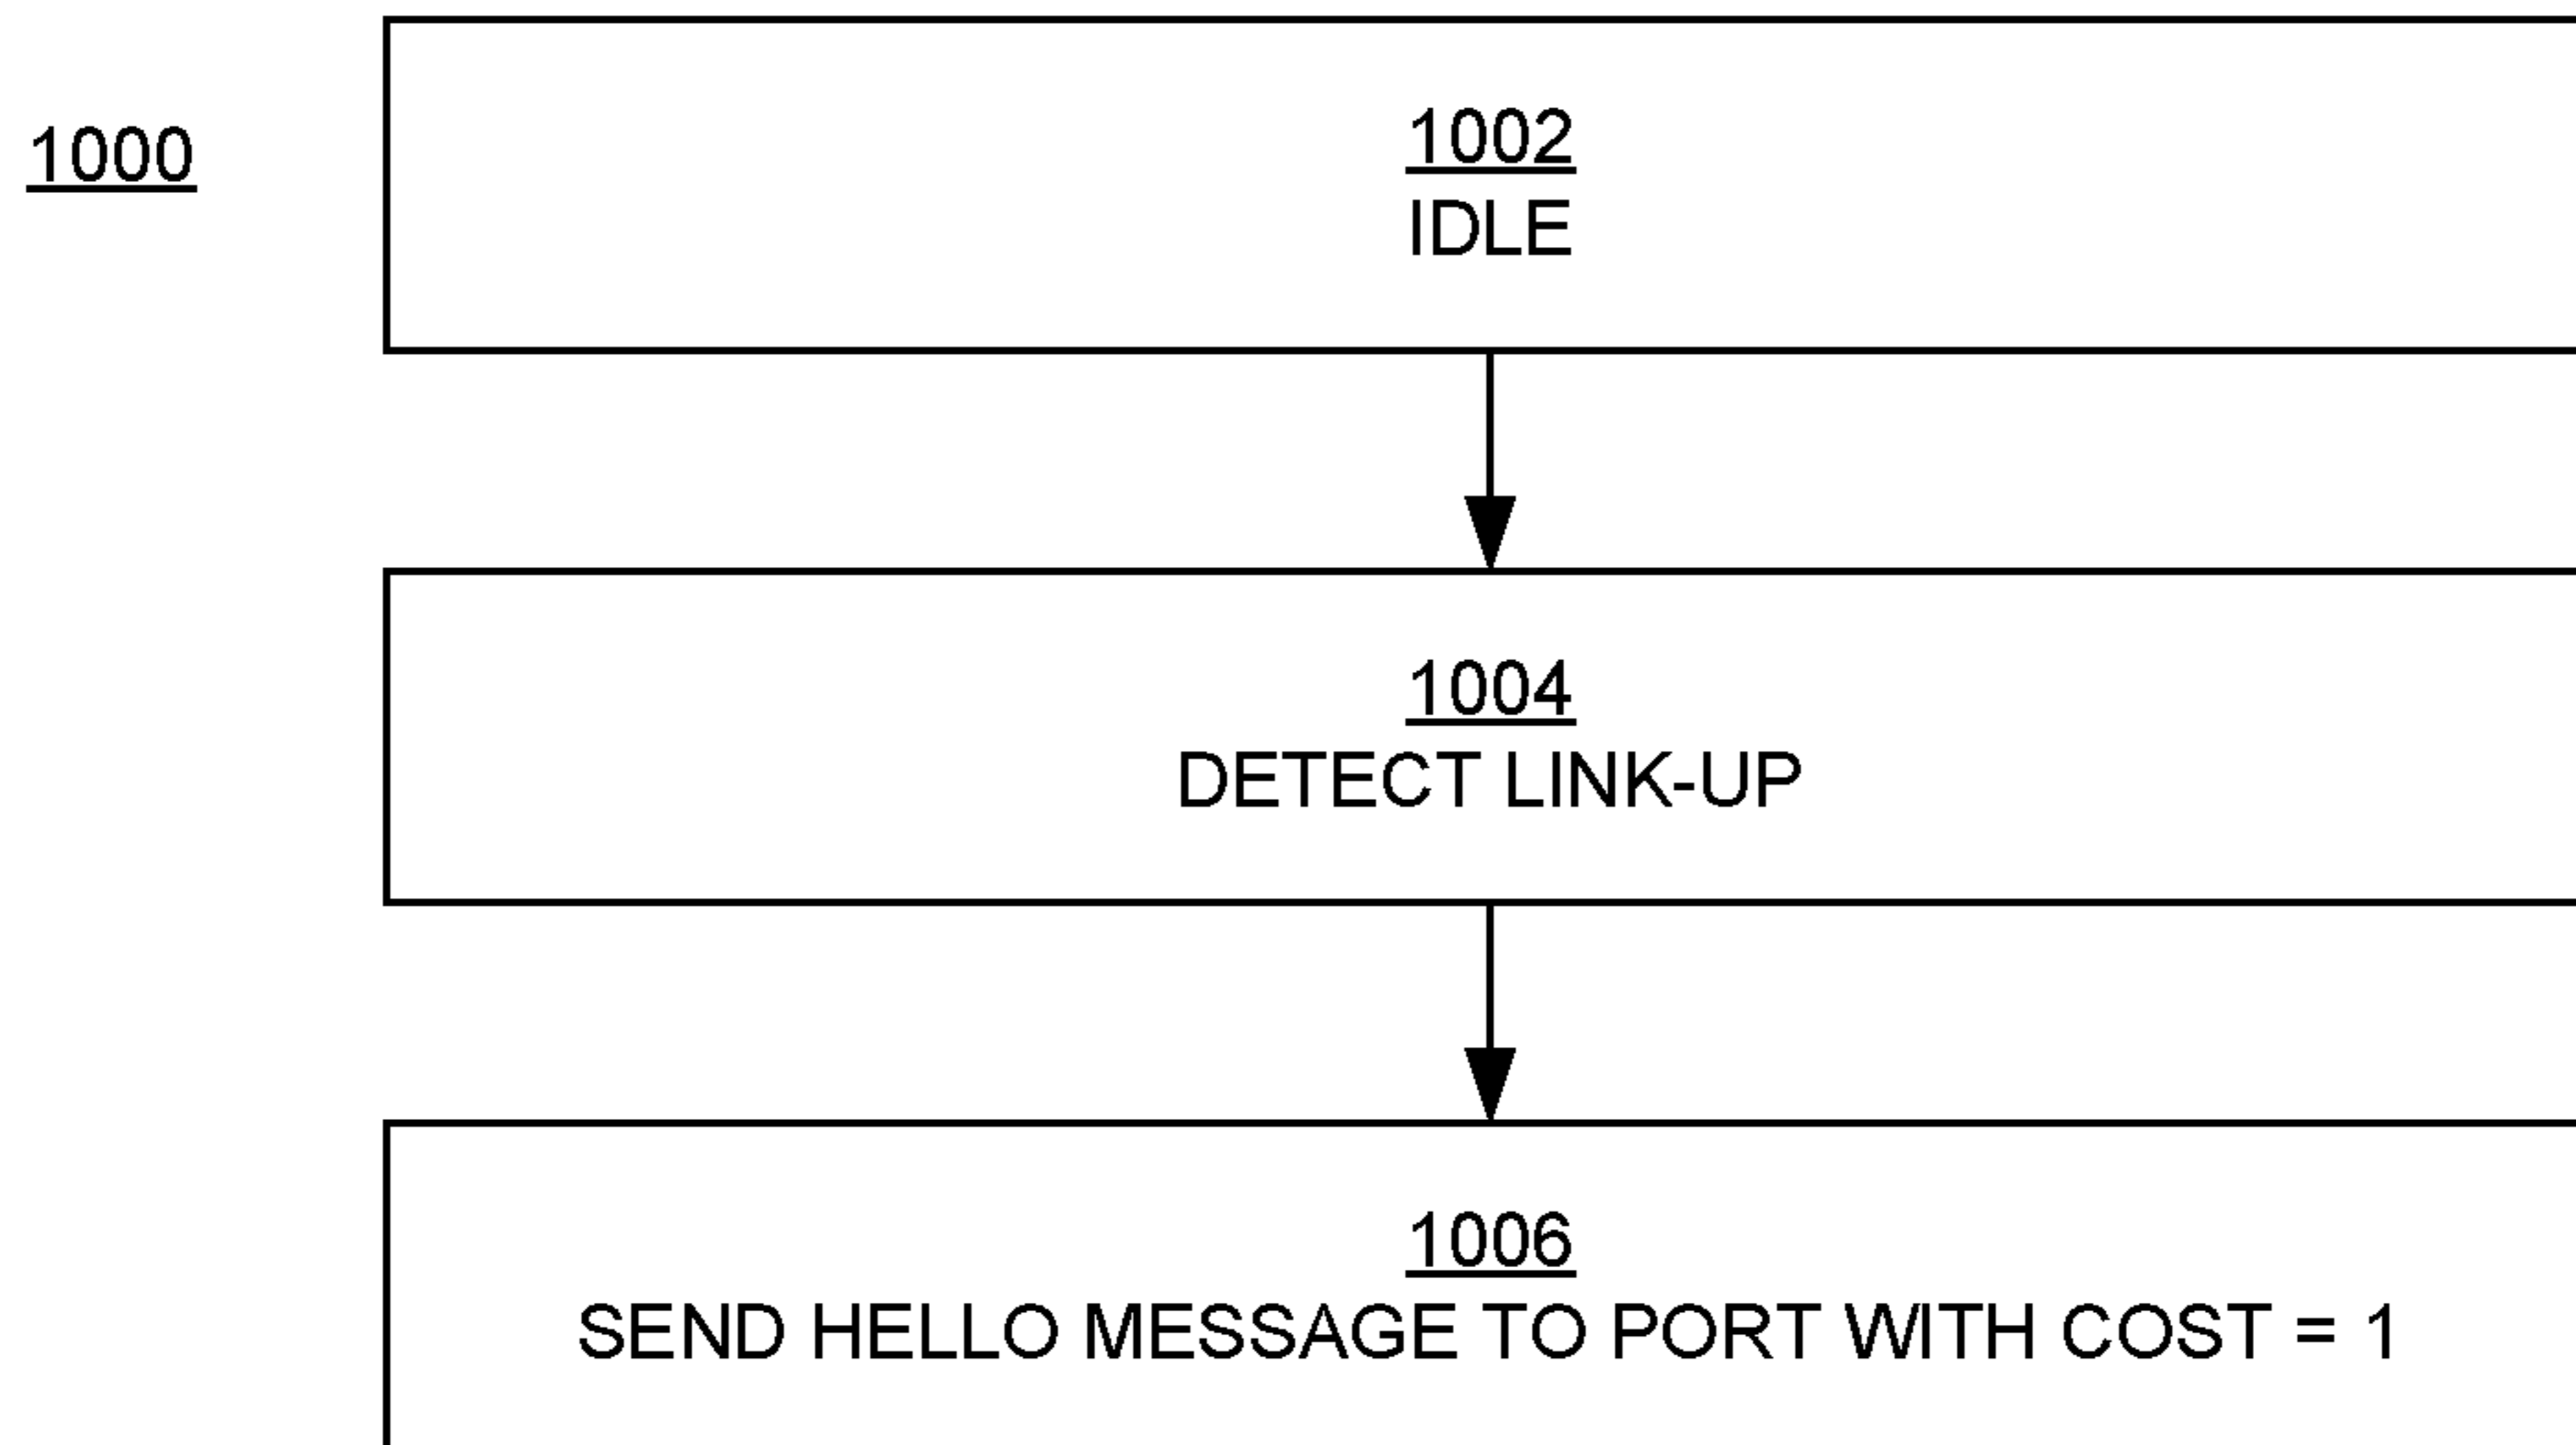 1000
1002
IDLE
1004
DETECT LINK-UP
1006
SEND HELLO MESSAGE TO PORT WITH COST = 1